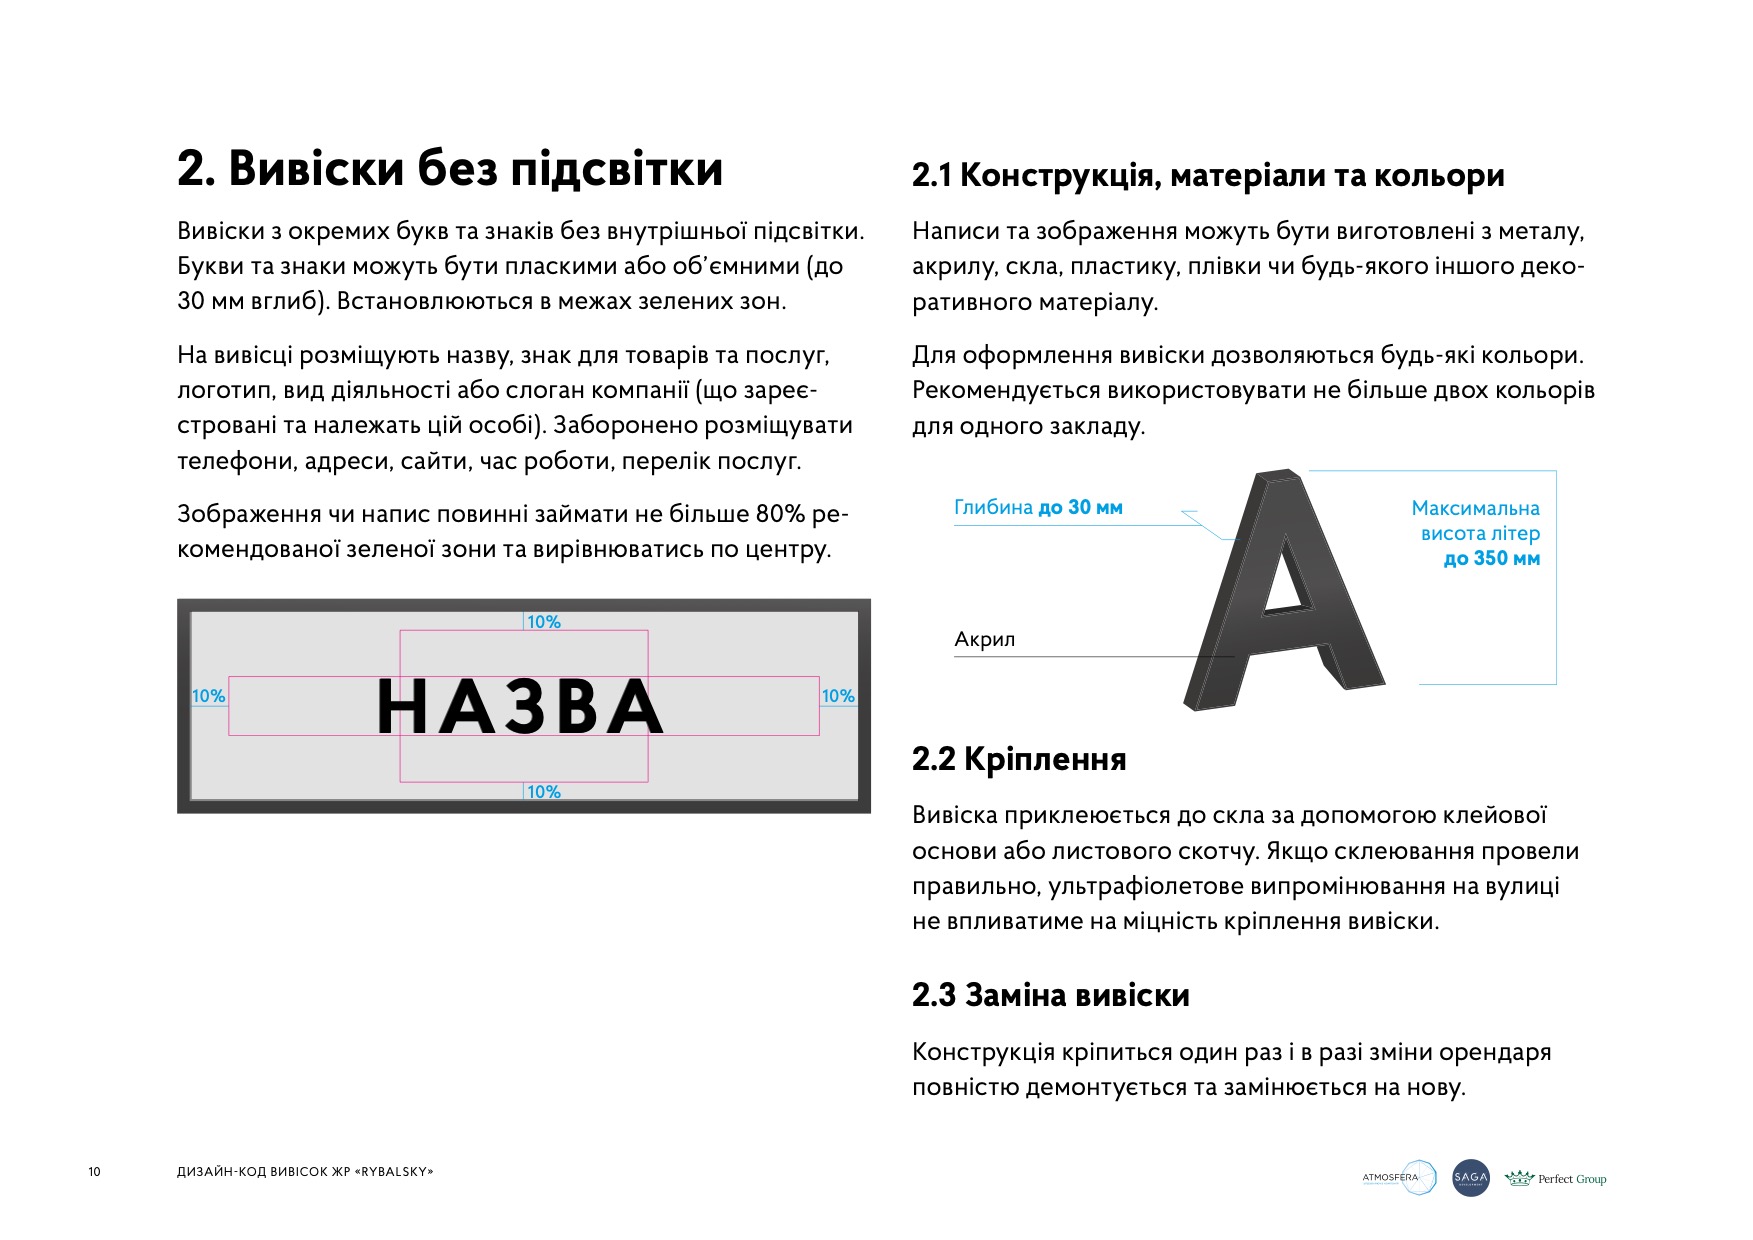 2. Вивіски без підсвітки
Вивіски з окремих букв та знаків без внутрішньої підсвітки.
Букви та знаки можуть бути пласкими або об’ємними (до
30 мм вглиб). Встановлюються в межах зелених зон.
На вивісці розміщують назву, знак для товарів та послуг,
логотип, вид діяльності або слоган компанії (що зареє-
стровані та належать цій особі). Заборонено розміщувати
телефони, адреси, сайти, час роботи, перелік послуг.
Зображення чи напис повинні займати не більше 80% ре-
комендованої зеленої зони та вирівнюватись по центру.
10%
10%
НАЗВА
10%
10%
2.1 Конструкція, матеріали та кольори
Написи та зображення можуть бути виготовлені з металу,
акрилу, скла, пластику, плівки чи будь-якого іншого деко-
ративного матеріалу.
Для оформлення вивіски дозволяються будь-які кольори.
Рекомендується використовувати не більше двох кольорів
для одного закладу.
Глибина до 30 мм
Максимальна
висота літер
до 350 мм
Акрил
А
2.2 Кріплення
Вивіска приклеюється до скла за допомогою клейової
основи або листового скотчу. Якщо склеювання провели
правильно, ультрафіолетове випромінювання на вулиці
не впливатиме на міцність кріплення вивіски.
2.3 Заміна вивіски
Конструкція кріпиться один раз і в разі зміни орендаря
повністю демонтується та замінюється на нову.
10
ДИЗАЙН-КОД ВИВІСОК ЖР «RYBALSKY»
ATMOSFERA
SAGA
DEVELOPMENT
Perfect Group